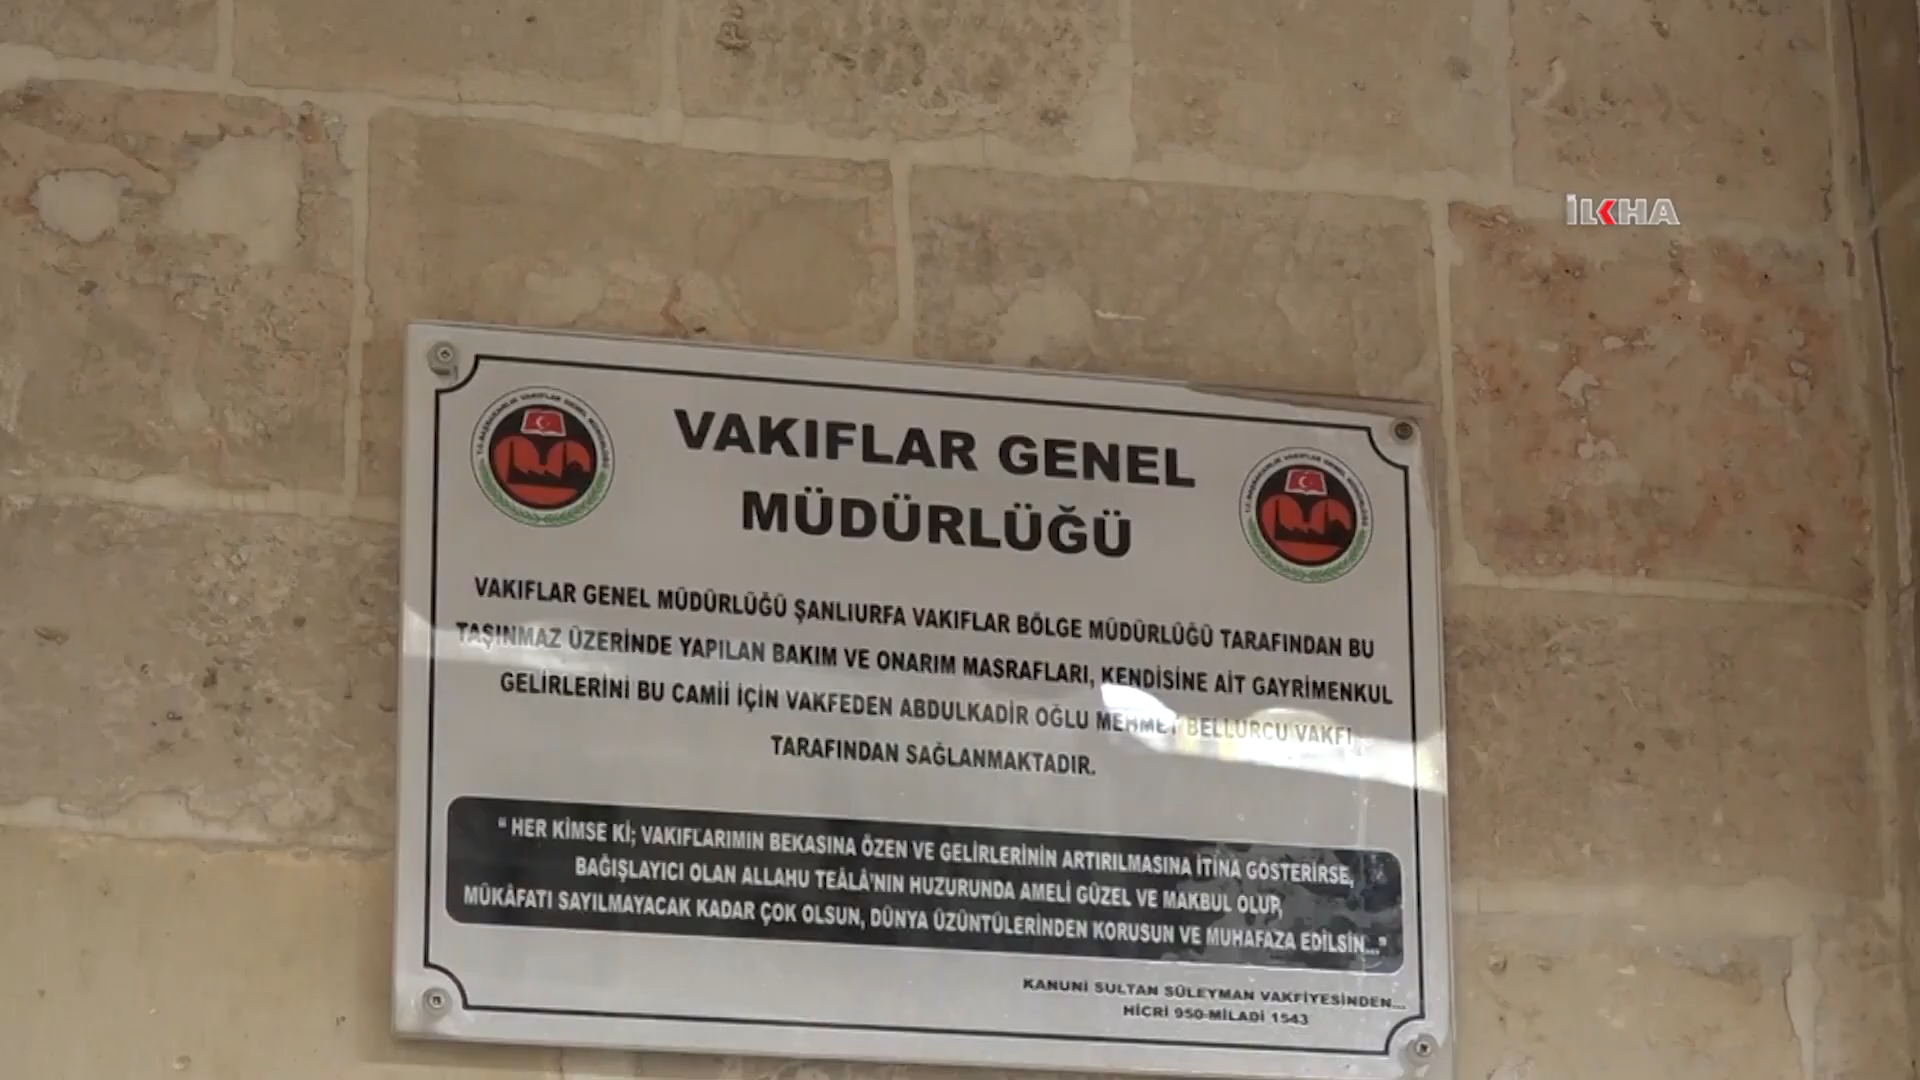 İLKHA
VAKIFLAR GENEL
MÜDÜRLÜĞÜ
VAKIFLAR GENEL MÜDÜRLÜĞÜ ŞANLIURFA VAKIFLAR BÖLGE MÜDÜRLÜĞÜ TARAFINDAN BU
TAŞINMAZ ÜZERİNDE YAPILAN BAKIM VE ONARIM MASRAFLARI, KENDİSİNE AİT GAYRİMENKUL
GELİRLERİNİ BU CAMİİ İÇİN VAKFEDEN ABDULKADİR OĞLU MEHMET BELLURCU VAKFI
TARAFINDAN SAĞLANMAKTADIR.
" HER KİMSE Kİ; VAKIFLARIMIN BEKASINA ÖZEN VE GELİRLERİNİN ARTIRILMASINA İTİNA GÖSTERİRSE,
BAĞIŞLAYICI OLAN ALLAHU TEÂLÂ'NIN HUZURUNDA AMELİ GÜZEL VE MAKBUL OLUP,
MÜKÂFATI SAYILMAYACAK KADAR ÇOK OLSUN, DÜNYA ÜZÜNTÜLERİNDEN KORUSUN VE MUHAFAZA EDİLSİN..."
KANUNİ SULTAN SÜLEYMAN VAKFİYESİNDEN...
HİCRİ 950-MİLADİ 1543